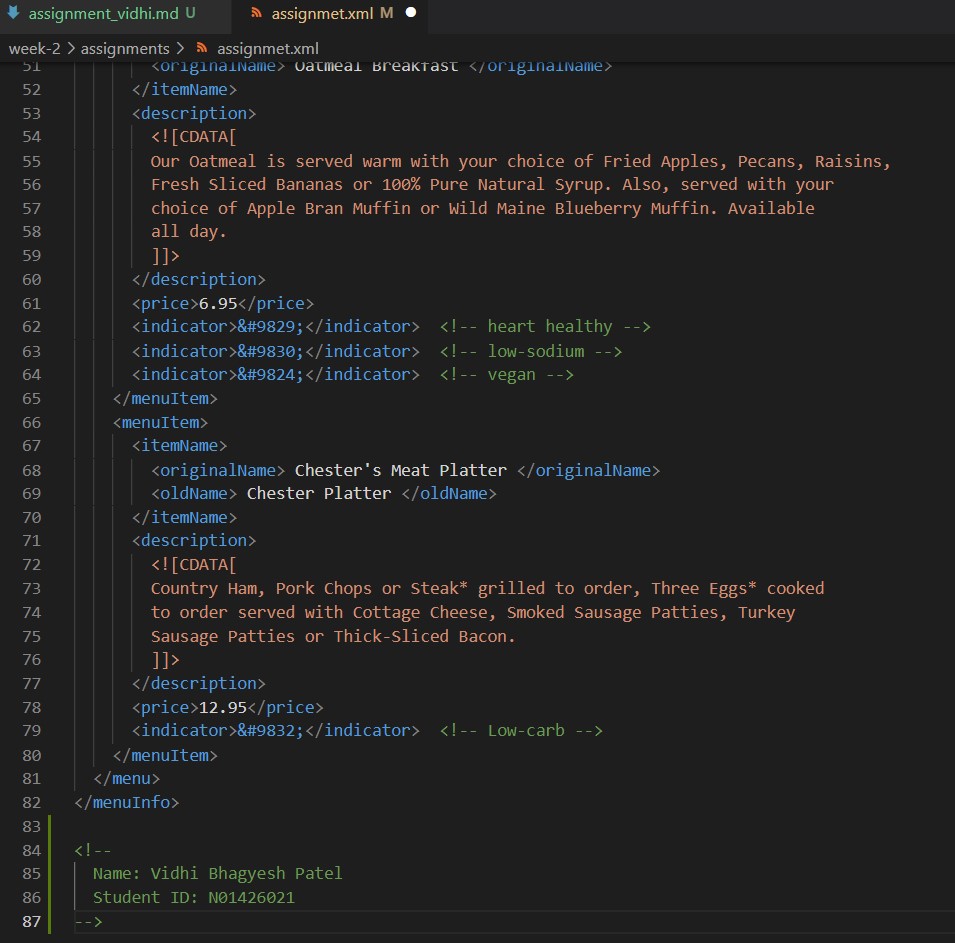 assignment_vidhi.md U
assignmet.xml M
week-2 > assignments > assignmet.xml
51 <originalName> Oatmeal Breakfast </originalName>
52 </itemName>
53 <description>
54 <![CDATA[
55 Our Oatmeal is served warm with your choice of Fried Apples, Pecans, Raisins,
56 Fresh Sliced Bananas or 100% Pure Natural Syrup. Also, served with your
57 choice of Apple Bran Muffin or Wild Maine Blueberry Muffin. Available
58 all day.
59 ]]>
60 </description>
61 <price>6.95</price>
62 <indicator>&#9829;</indicator> <!-- heart healthy -->
63 <indicator>&#9830;</indicator> <!-- low-sodium -->
64 <indicator>&#9824;</indicator> <!-- vegan -->
65 </menuItem>
66 <menuItem>
67 <itemName>
68 <originalName> Chester's Meat Platter </originalName>
69 <oldName> Chester Platter </oldName>
70 </itemName>
71 <description>
72 <![CDATA[
73 Country Ham, Pork Chops or Steak* grilled to order, Three Eggs* cooked
74 to order served with Cottage Cheese, Smoked Sausage Patties, Turkey
75 Sausage Patties or Thick-Sliced Bacon.
76 ]]>
77 </description>
78 <price>12.95</price>
79 <indicator>&#9832;</indicator> <!-- Low-carb -->
80 </menuItem>
81 </menu>
82 </menuInfo>
83
84 <!--
85 Name: Vidhi Bhagyesh Patel
86 Student ID: N01426021
87 -->